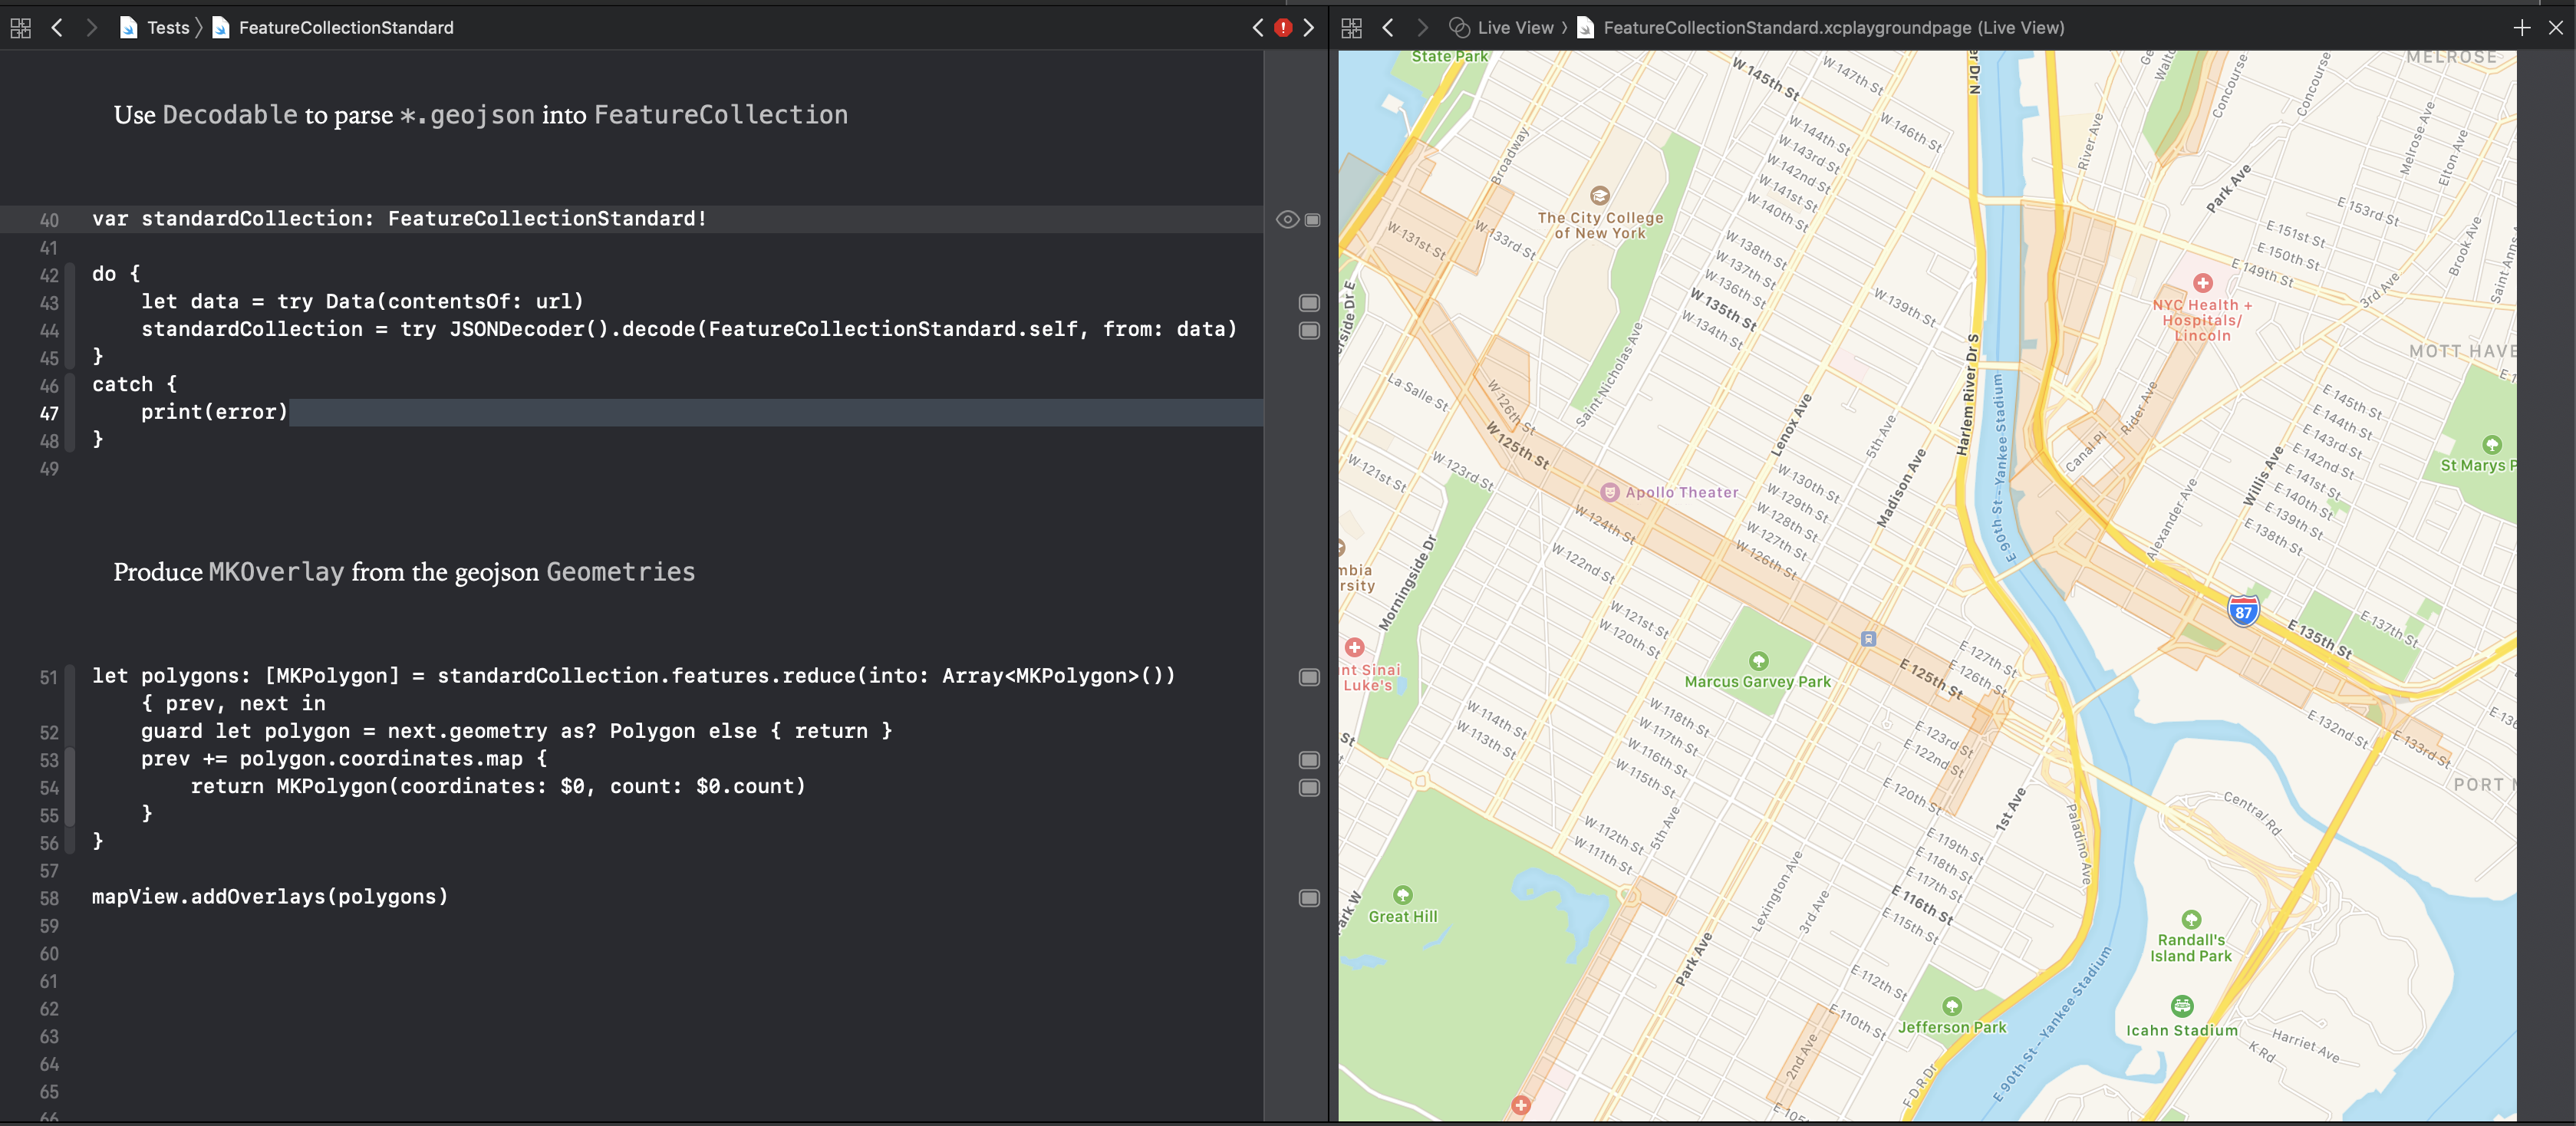 Tests
FeatureCollectionStandard
Live View
FeatureCollectionStandard.xcplaygroundpage (Live View)
Use Decodable to parse *.geojson into FeatureCollection
40 var standardCollection: FeatureCollectionStandard!
41
42 do {
43 let data = try Data(contentsOf: url)
44 standardCollection = try JSONDecoder().decode(FeatureCollectionStandard.self, from: data)
45 }
46 catch {
47 print(error)
48 }
49
Produce MKOverlay from the geojson Geometries
51 let polygons: [MKPolygon] = standardCollection.features.reduce(into: Array<MKPolygon>())
{ prev, next in
52 guard let polygon = next.geometry as? Polygon else { return }
53 prev += polygon.coordinates.map {
54 return MKPolygon(coordinates: $0, count: $0.count)
55 }
56 }
57
58 mapView.addOverlays(polygons)
59
60
61
62
63
64
65
66
State Park
W 145th St
W 147th St
W 146th St
W 144th St
W 143rd St
W 142nd St
W 141st St
W 140th St
W 138th St
W 137th St
W 136th St
W 135th St
W 134th St
W 139th St
Broadway
The City College
of New York
W 131st St
W 133rd St
La Salle St
W 126th St
W 125th St
Saint Nicholas Ave
W 121st St
W 123rd St
Apollo Theater
W 124th St
W 122nd St
W 121st St
W 120th St
Morningside Dr
Lenox Ave
5th Ave
Madison Ave
W 130th St
W 129th St
W 128th St
W 127th St
W 126th St
Harlem River Dr S
E 90th St - Yankee Stadium
MELROSE
Concourse
Concourse
River Ave
Park Ave
Melrose Ave
Elton Ave
E 153rd St
E 151st St
E 150th St
E 149th St
Brook Ave
3rd Ave
NYC Health +
Hospitals/
Lincoln
MOTT HAVE
Rider Ave
Canal Pl
E 145th St
E 144th St
E 143rd St
E 142nd St
E 141st St
E 140th St
E 139th St
E 138th St
Willis Ave
Alexander Ave
St Marys P
87
E 137th St
E 135th St
E 132nd St
E 133rd St
E 136
PORT
mbia
rsity
nt Sinai
Luke's
Marcus Garvey Park
E 127th St
E 126th St
E 125th St
E 123rd St
E 122nd St
E 120th St
E 119th St
E 118th St
E 117th St
E 116th St
E 115th St
W 118th St
W 117th St
W 116th St
W 115th St
W 114th St
W 113th St
W 112th St
W 111th St
5th Ave
Great Hill
Park Ave
Lexington Ave
3rd Ave
1st Ave
Paladino Ave
E 112th St
E 110th St
2nd Ave
E 105
Jefferson Park
F D R Dr
E 90th St - Yankee Stadium
Central Rd
Randall's
Island Park
Icahn Stadium
Harriet Ave
K Rd